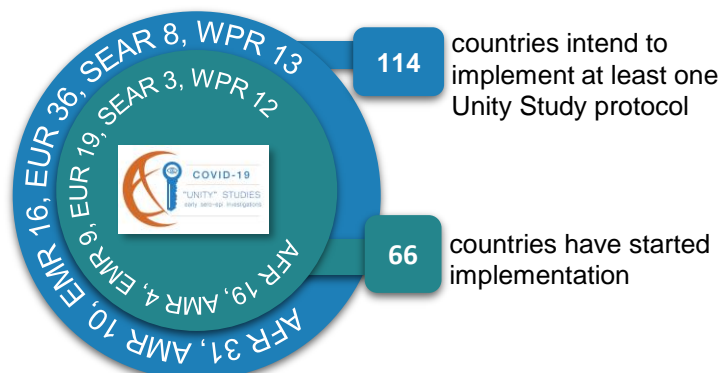 AFR 31, AMR 10, EMR 16, EUR 36, SEAR 8, WPR 13
AFR 19, AMR 4, EMR 9, EUR 19, SEAR 3, WPR 12
COVID-19
"UNITY" STUDIES
early sero-epi investigations
114
countries intend to
implement at least one
Unity Study protocol
66
countries have started
implementation